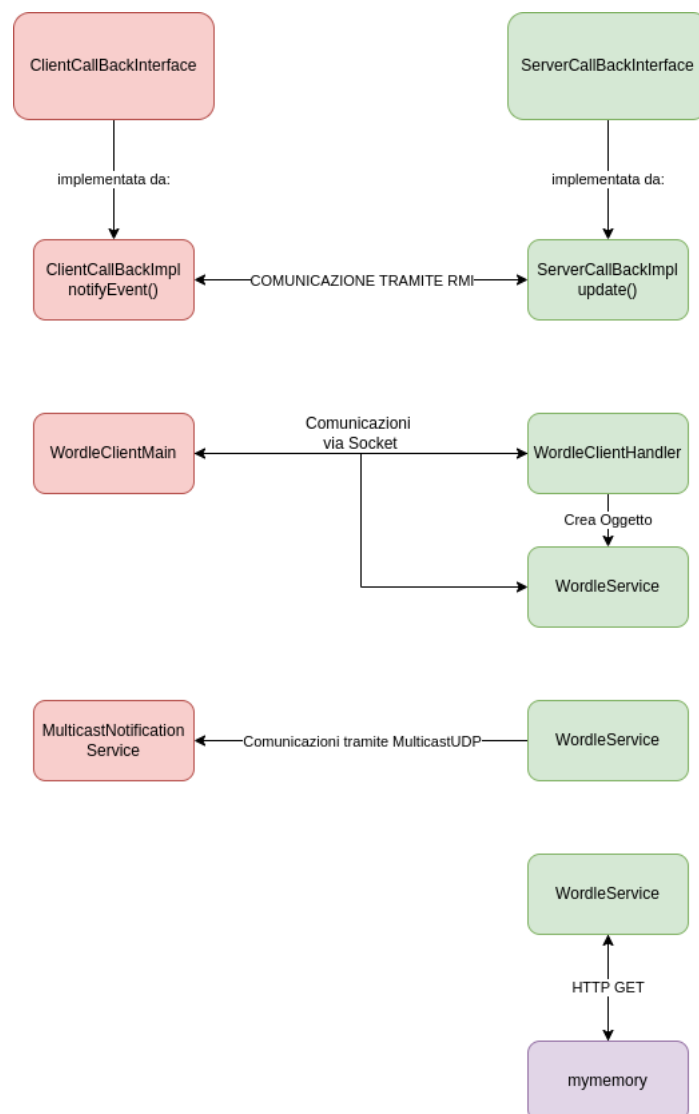 ClientCallBackInterface
ServerCallBackInterface
implementata da:
implementata da:
ClientCallBackImpl
notifyEvent()
COMUNICAZIONE TRAMITE RMI
ServerCallBackImpl
update()
WordleClientMain
Comunicazioni
via Socket
WordleClientHandler
Crea Oggetto
WordleService
MulticastNotification
Service
Comunicazioni tramite MulticastUDP
WordleService
WordleService
HTTP GET
mymemory